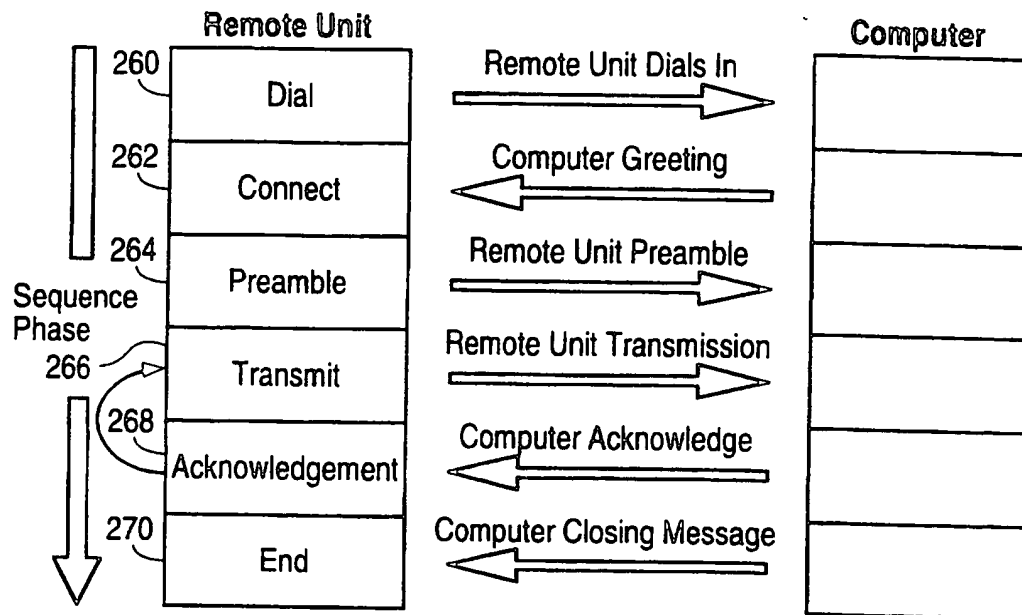 Remote Unit
Computer
260
Dial
Remote Unit Dials In
262
Connect
Computer Greeting
264
Preamble
Remote Unit Preamble
Sequence
Phase
266
Transmit
Remote Unit Transmission
268
Acknowledgement
Computer Acknowledge
270
End
Computer Closing Message